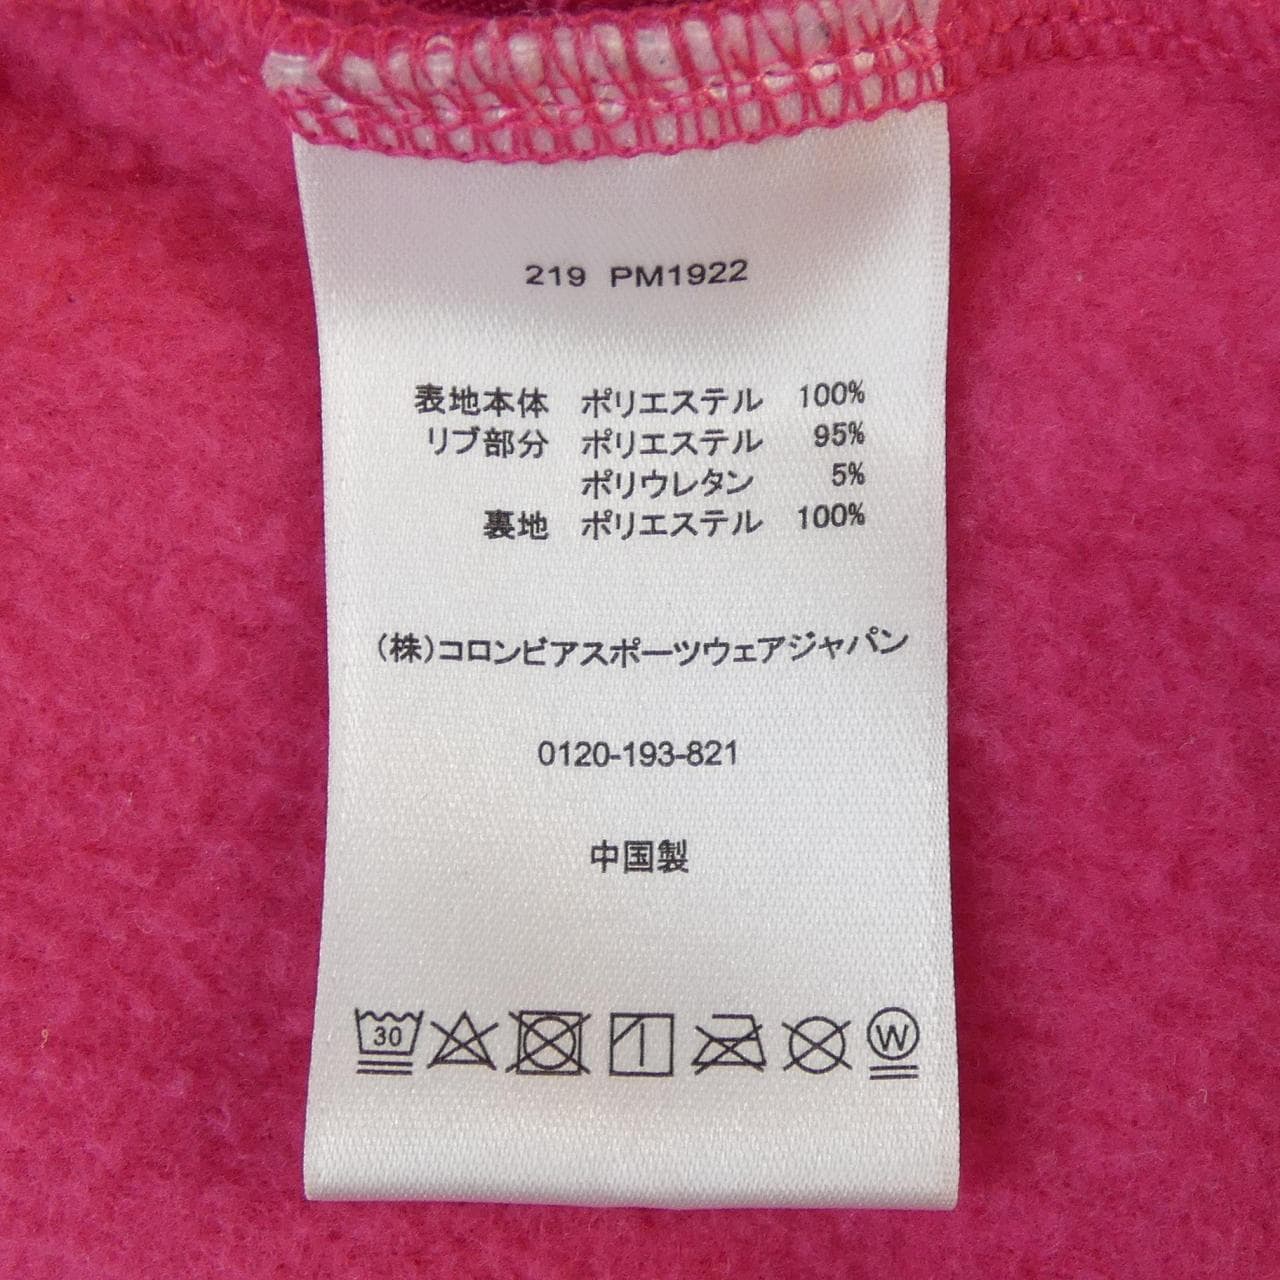 219 PM1922
表地本体 ポリエステル 100%
リブ部分 ポリエステル 95%
ポリウレタン 5%
裏地 ポリエステル 100%
(株)コロンビアスポーツウェアジャパン
0120-193-821
中国製
30 W